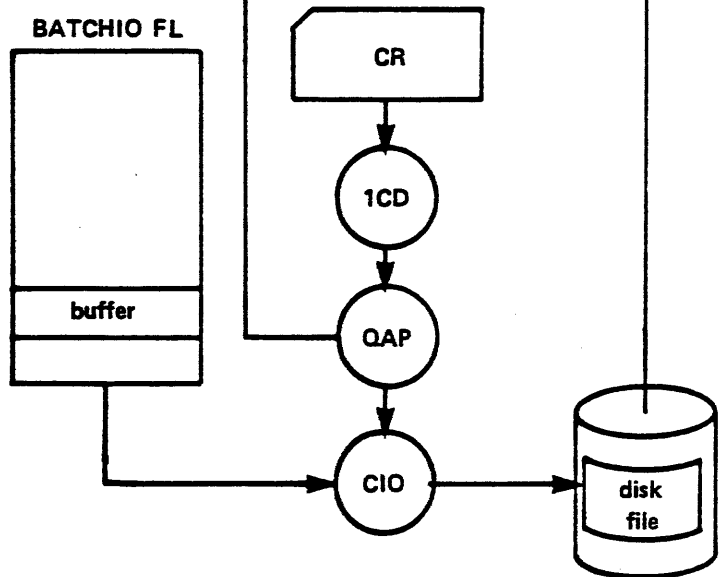 BATCHIO FL
CR
1CD
buffer
QAP
CIO
disk
file